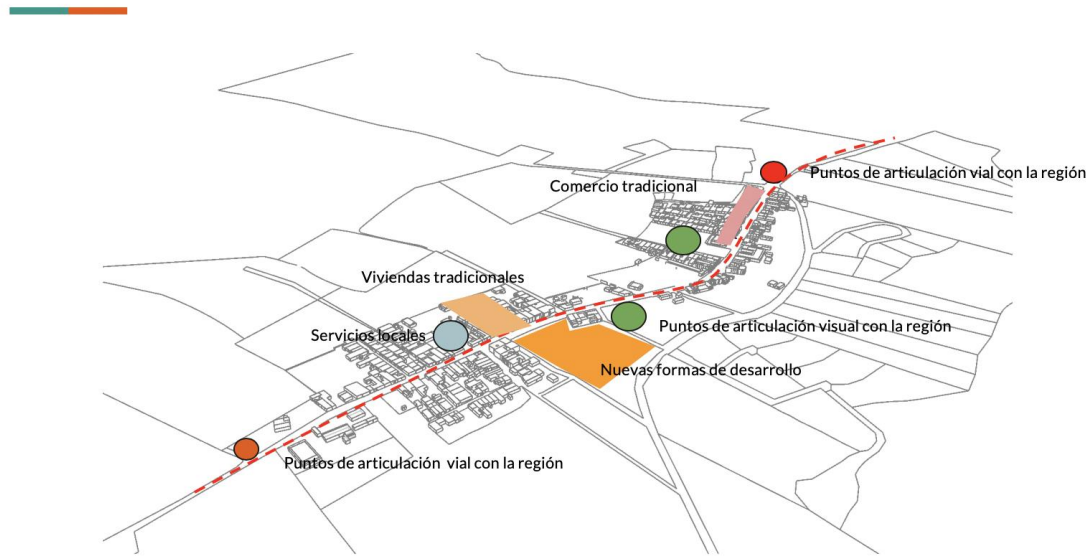 Puntos de articulación vial con la región
Comercio tradicional
Viviendas tradicionales
Puntos de articulación visual con la región
Servicios locales
Nuevas formas de desarrollo
Puntos de articulación  vial con la región